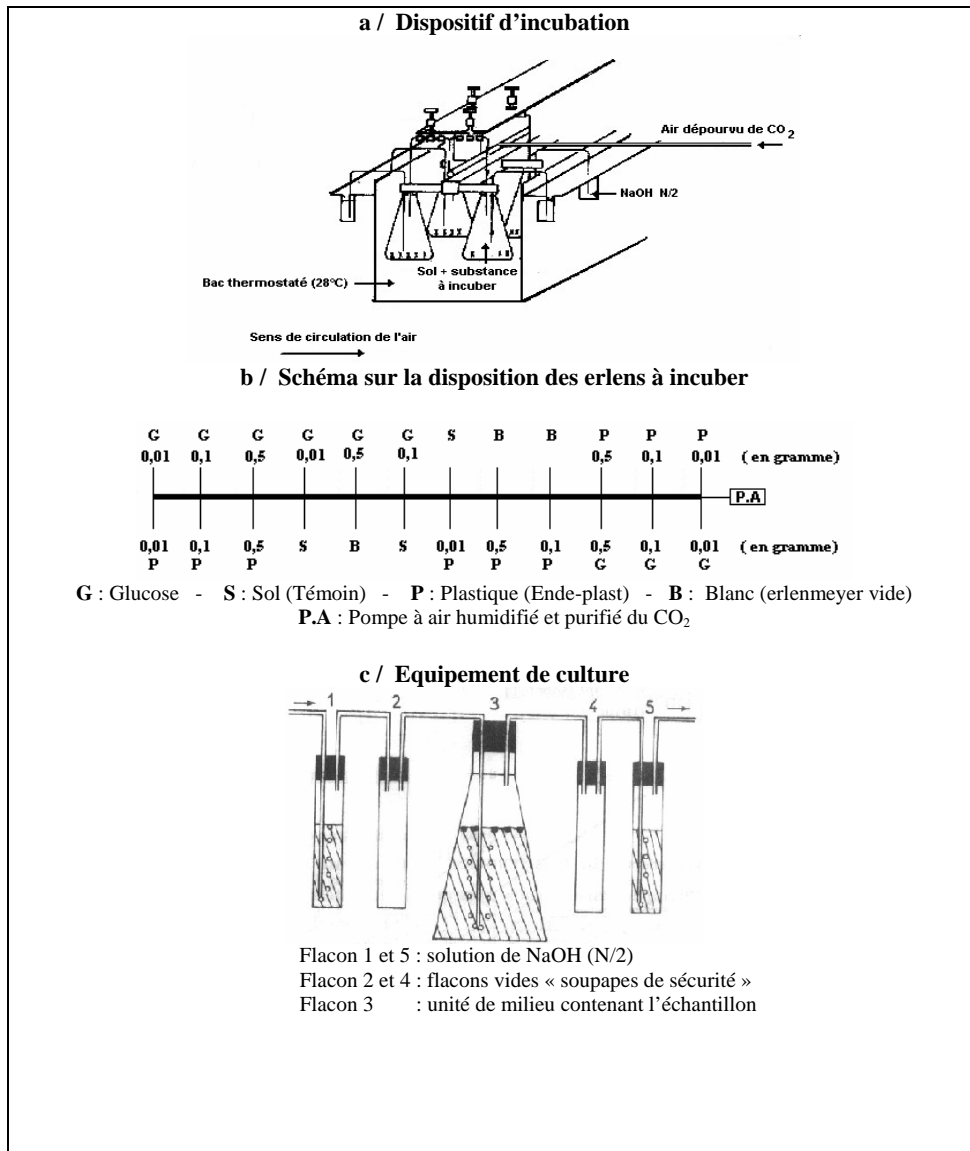 a / Dispositif d’incubation
Air dépourvu de CO2
NaOH N/2
Sol + substance
à incuber
Bac thermostaté (28°C)
Sens de circulation de l'air
b / Schéma sur la disposition des erlens à incuber
G G G G G G S B B P P P
0,01 0,1 0,5 0,01 0,5 0,1 0,5 0,1 0,01 (en gramme)
P.A
0,01 0,1 0,5 S B S 0,01 0,5 0,1 0,5 0,1 0,01 (en gramme)
P P P P P P G G G
G : Glucose - S : Sol (Témoin) - P : Plastique (Ende-plast) - B : Blanc (erlenmeyer vide)
P.A : Pompe à air humidifié et purifié du CO2
c / Equipement de culture
1 2 3 4 5
Flacon 1 et 5 : solution de NaOH (N/2)
Flacon 2 et 4 : flacons vides « soupapes de sécurité »
Flacon 3 : unité de milieu contenant l’échantillon